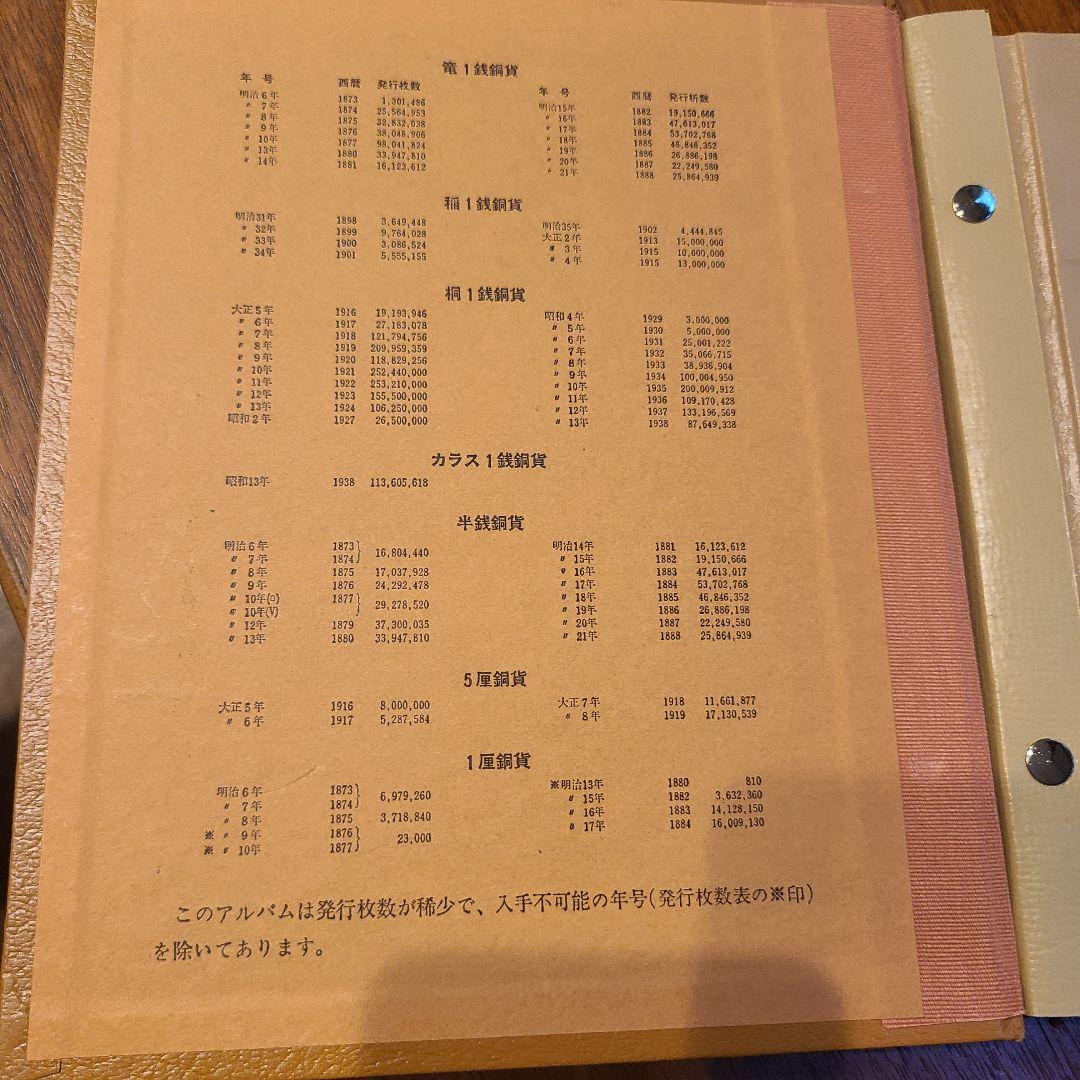 竜1銭銅貨
年 号 西暦 発行枚数 年 号 西暦 発行枡数
明治6年 1873 1,301,486 明治15年 1882 19,150,666
〃 7年 1874 25,564,953 〃 16年 1883 47,613,017
〃 8年 1875 32,832,038 〃 17年 1884 53,702,768
〃 9年 1876 38,048,906 〃 18年 1885 46,846,352
〃 10年 1877 98,041,824 〃 19年 1886 26,886,198
〃 13年 1880 33,947,810 〃 20年 1887 22,249,580
〃 14年 1881 16,123,612 〃 21年 1888 25,864,939
稲1銭銅貨
明治31年 1898 3,649,448 明治35年 1902 4,444,845
〃 32年 1899 9,764,028 大正2年 1913 15,000,000
〃 33年 1900 3,086,524 〃 3年 1915 10,000,000
〃 34年 1901 5,555,155 〃 4年 1915 13,000,000
桐1銭銅貨
大正5年 1916 19,193,946 昭和4年 1929 3,000,000
〃 6年 1917 27,183,078 〃 5年 1930 5,000,000
〃 7年 1918 121,794,756 〃 6年 1931 25,001,222
〃 8年 1919 209,959,359 〃 7年 1932 35,066,715
〃 9年 1920 118,829,256 〃 8年 1933 38,936,904
〃 10年 1921 252,440,000 〃 9年 1934 100,004,950
〃 11年 1922 253,210,000 〃 10年 1935 200,009,912
〃 12年 1923 155,500,000 〃 11年 1936 109,170,428
〃 13年 1924 106,250,000 〃 12年 1937 133,196,569
昭和2年 1927 26,500,000 〃 13年 1938 87,649,338
カラス1銭銅貨
昭和13年 1938 113,605,618
半銭銅貨
明治6年 1873 明治14年 1881 16,123,612
16,804,440
〃 7年 1874 〃 15年 1882 19,150,666
〃 8年 1875 17,037,928 〃 16年 1883 47,613,017
〃 9年 1876 24,292,478 〃 17年 1884 53,702,768
〃 10年(ロ) 1877 〃 18年 1885 46,846,352
29,278,520
〃 10年(V) 〃 19年 1886 26,886,198
〃 12年 1879 37,300,035 〃 20年 1887 22,249,580
〃 13年 1880 33,947,810 〃 21年 1888 25,864,939
5厘銅貨
大正5年 1916 8,000,000 大正7年 1918 11,661,877
〃 6年 1917 5,287,584 〃 8年 1919 17,130,539
1厘銅貨
明治6年 1873 ※明治13年 1880 810
6,979,260
〃 7年 1874 〃 15年 1882 3,632,360
〃 8年 1875 3,718,840 〃 16年 1883 14,128,150
※ 〃 9年 1876 〃 17年 1884 16,009,130
23,000
※ 〃 10年 1877
このアルバムは発行枚数が稀少で、入手不可能の年号(発行枚数表の※印)
を除いてあります。